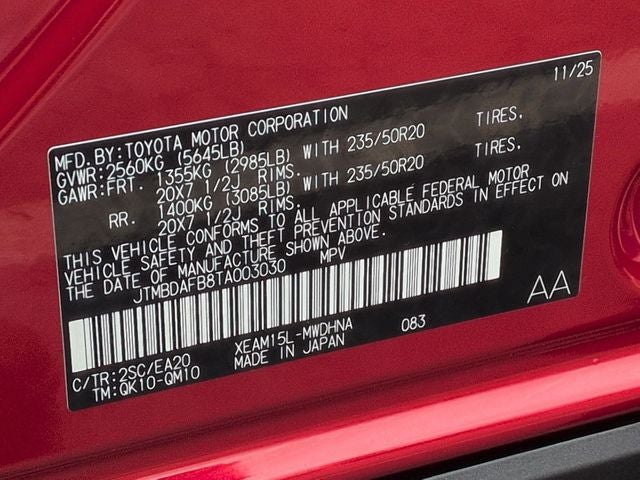 11/25
MFD. BY: TOYOTA MOTOR CORPORATION
GVWR: 2560KG (5645LB)
GAWR: FRT. 1355KG (2985LB) WITH 235/50R20 TIRES,
20X7 1/2J RIMS.
RR. 1400KG (3085LB) WITH 235/50R20 TIRES,
20X7 1/2J RIMS.
THIS VEHICLE CONFORMS TO ALL APPLICABLE FEDERAL MOTOR
VEHICLE SAFETY AND THEFT PREVENTION STANDARDS IN EFFECT ON
THE DATE OF MANUFACTURE SHOWN ABOVE.
JTMBDAFB8TA003030 MPV
AA
XEAM15L-MWDHNA 083
C/TR:2SC/EA20 MADE IN JAPAN
TM:QK10-QM10